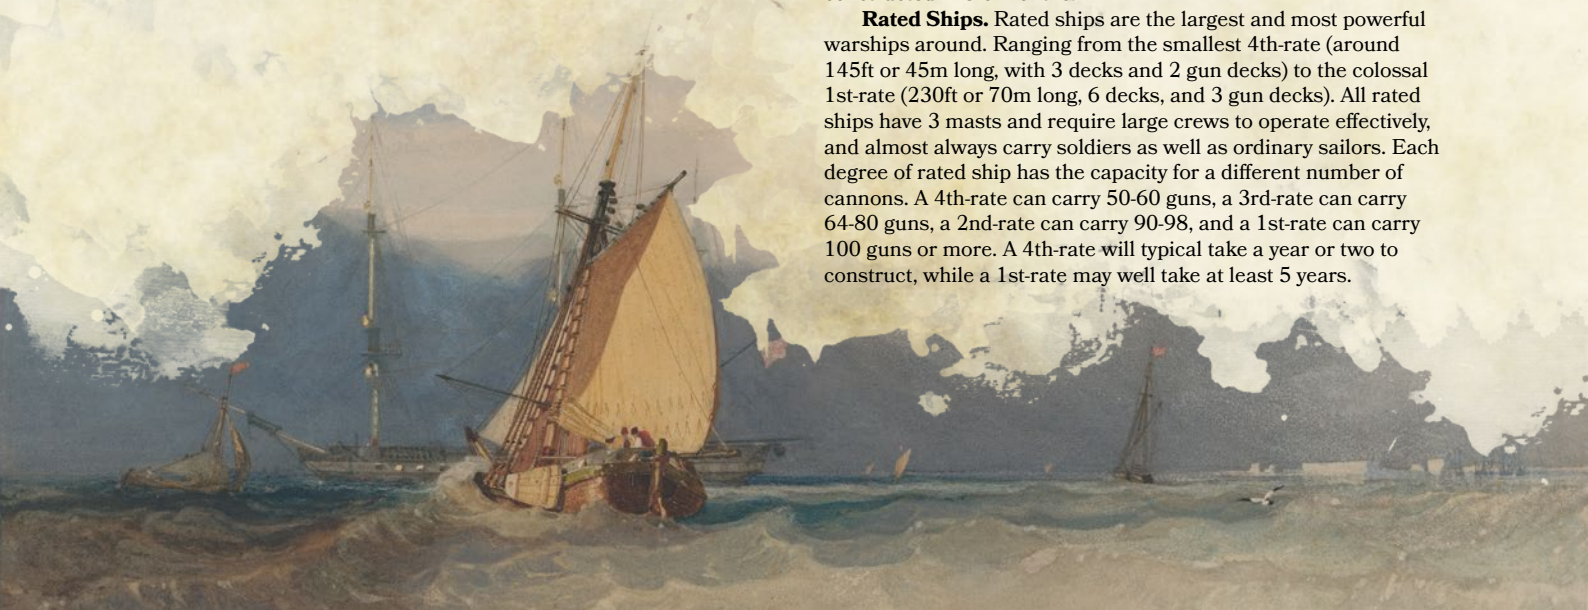 Rated Ships. Rated ships are the largest and most powerful
warships around. Ranging from the smallest 4th-rate (around
145ft or 45m long, with 3 decks and 2 gun decks) to the colossal
1st-rate (230ft or 70m long, 6 decks, and 3 gun decks). All rated
ships have 3 masts and require large crews to operate effectively,
and almost always carry soldiers as well as ordinary sailors. Each
degree of rated ship has the capacity for a different number of
cannons. A 4th-rate can carry 50-60 guns, a 3rd-rate can carry
64-80 guns, a 2nd-rate can carry 90-98, and a 1st-rate can carry
100 guns or more. A 4th-rate will typical take a year or two to
construct, while a 1st-rate may well take at least 5 years.